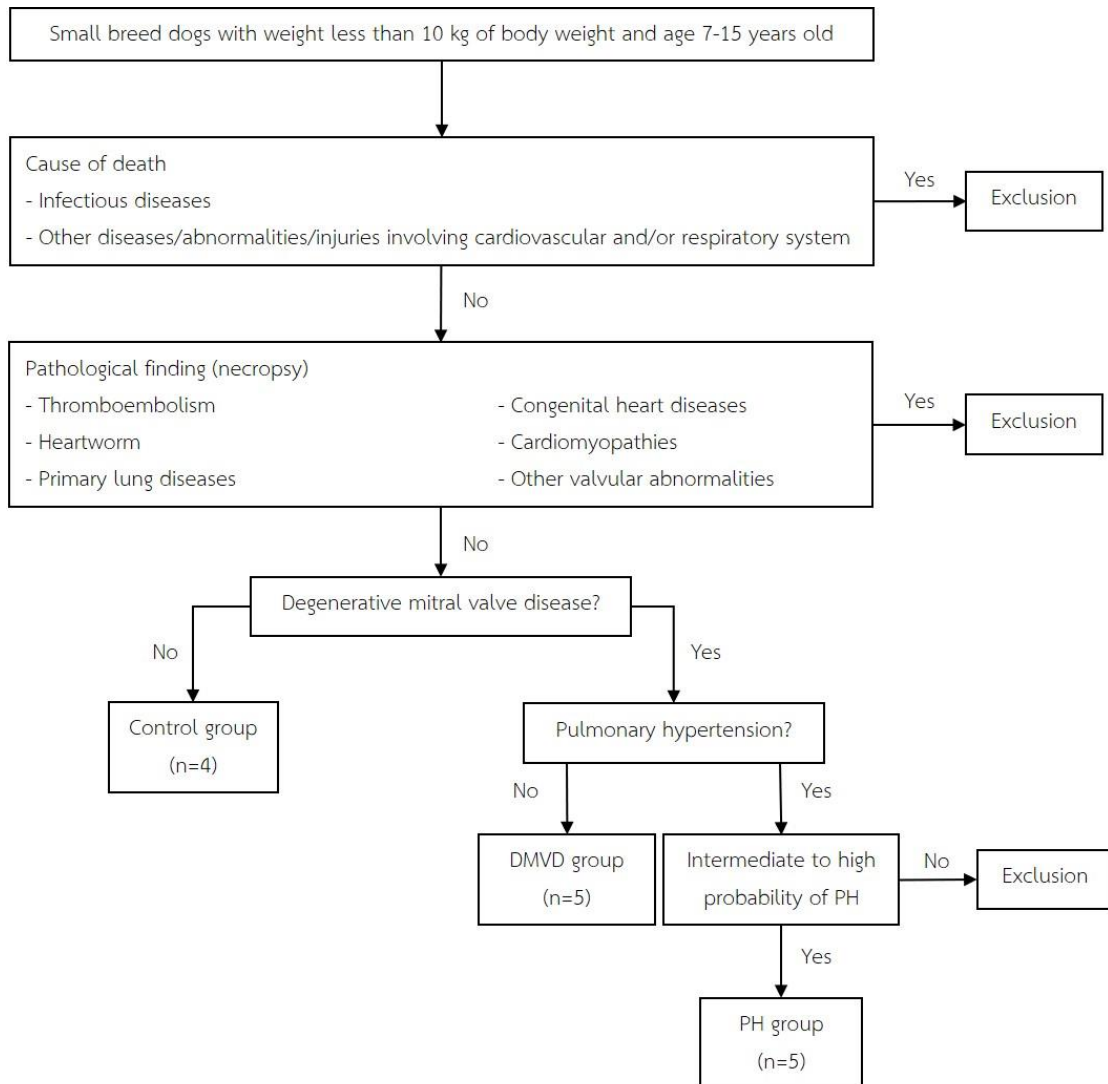 Small breed dogs with weight less than 10 kg of body weight and age 7-15 years old
Cause of death
- Infectious diseases
- Other diseases/abnormalities/injuries involving cardiovascular and/or respiratory system
Yes
Exclusion
No
Pathological finding (necropsy)
- Thromboembolism
- Heartworm
- Primary lung diseases
- Congenital heart diseases
- Cardiomyopathies
- Other valvular abnormalities
Yes
Exclusion
No
Degenerative mitral valve disease?
No
Yes
Control group
(n=4)
Pulmonary hypertension?
No
Yes
DMVD group
(n=5)
Intermediate to high
probability of PH
No
Exclusion
Yes
PH group
(n=5)